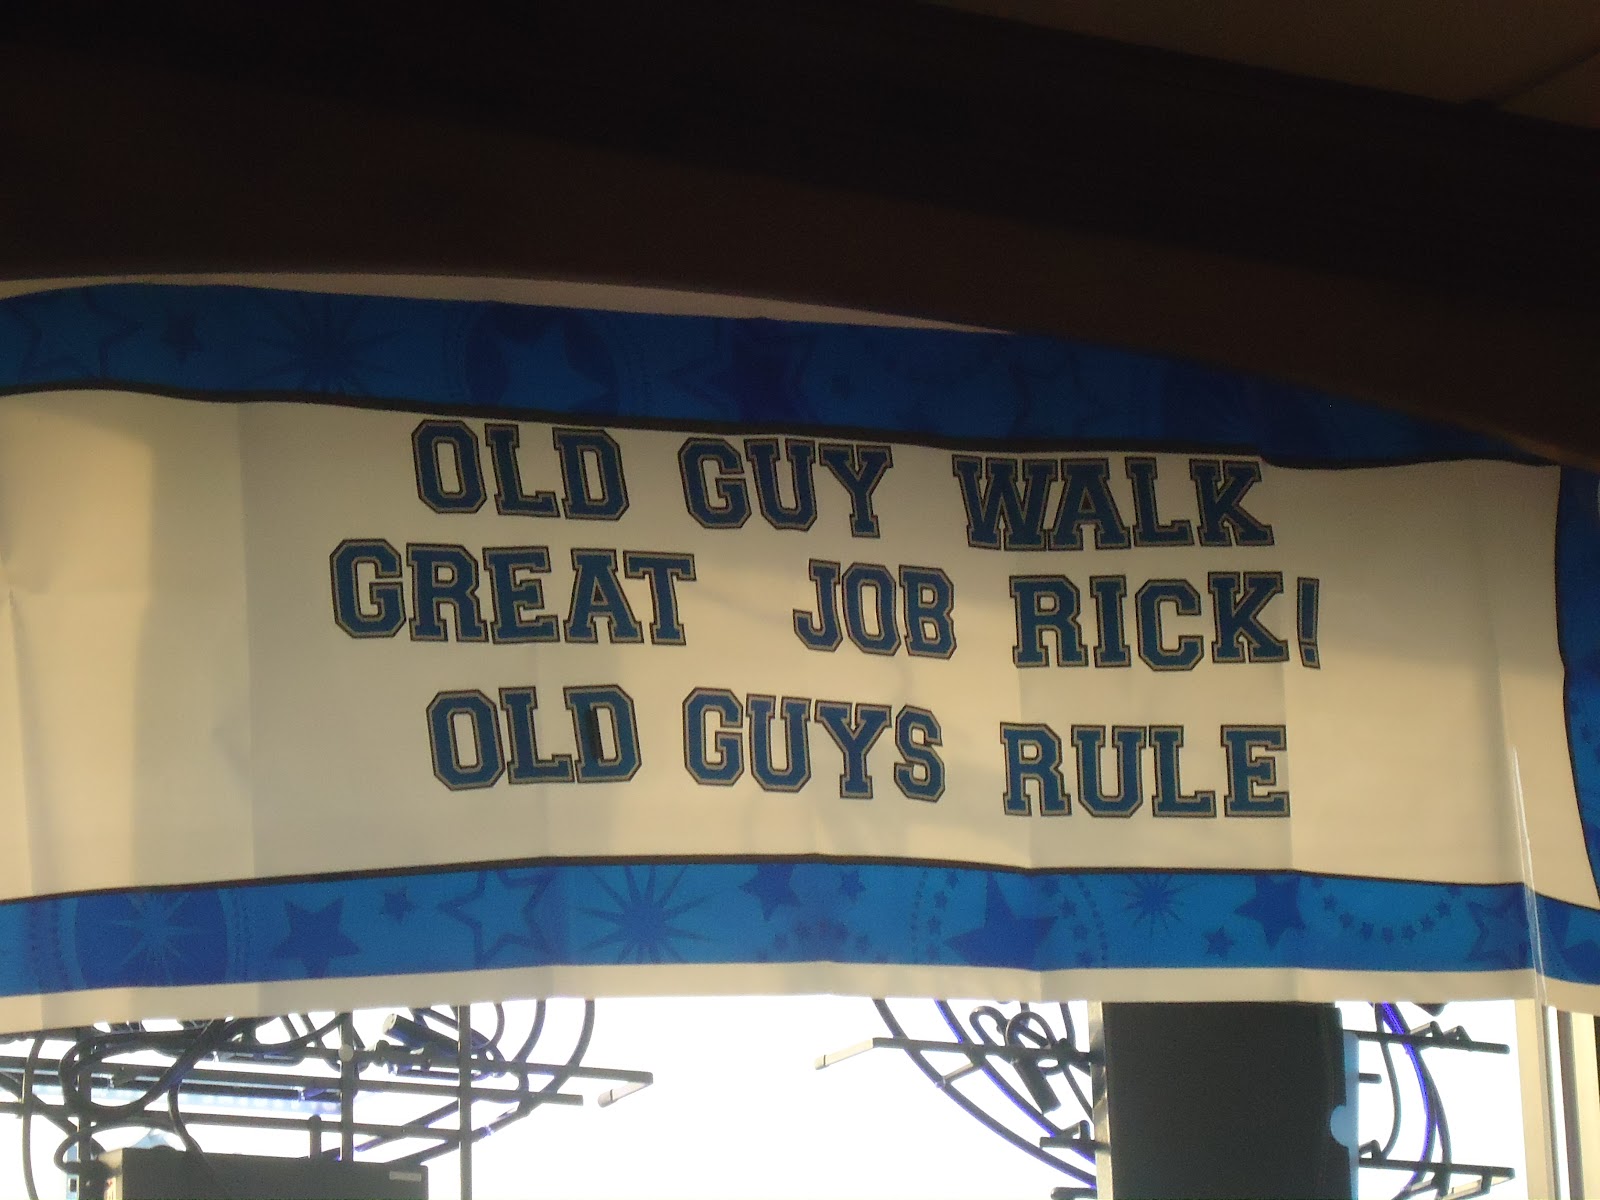 OLD GUY WALK
GREAT JOB RICK!
OLD GUYS RULE